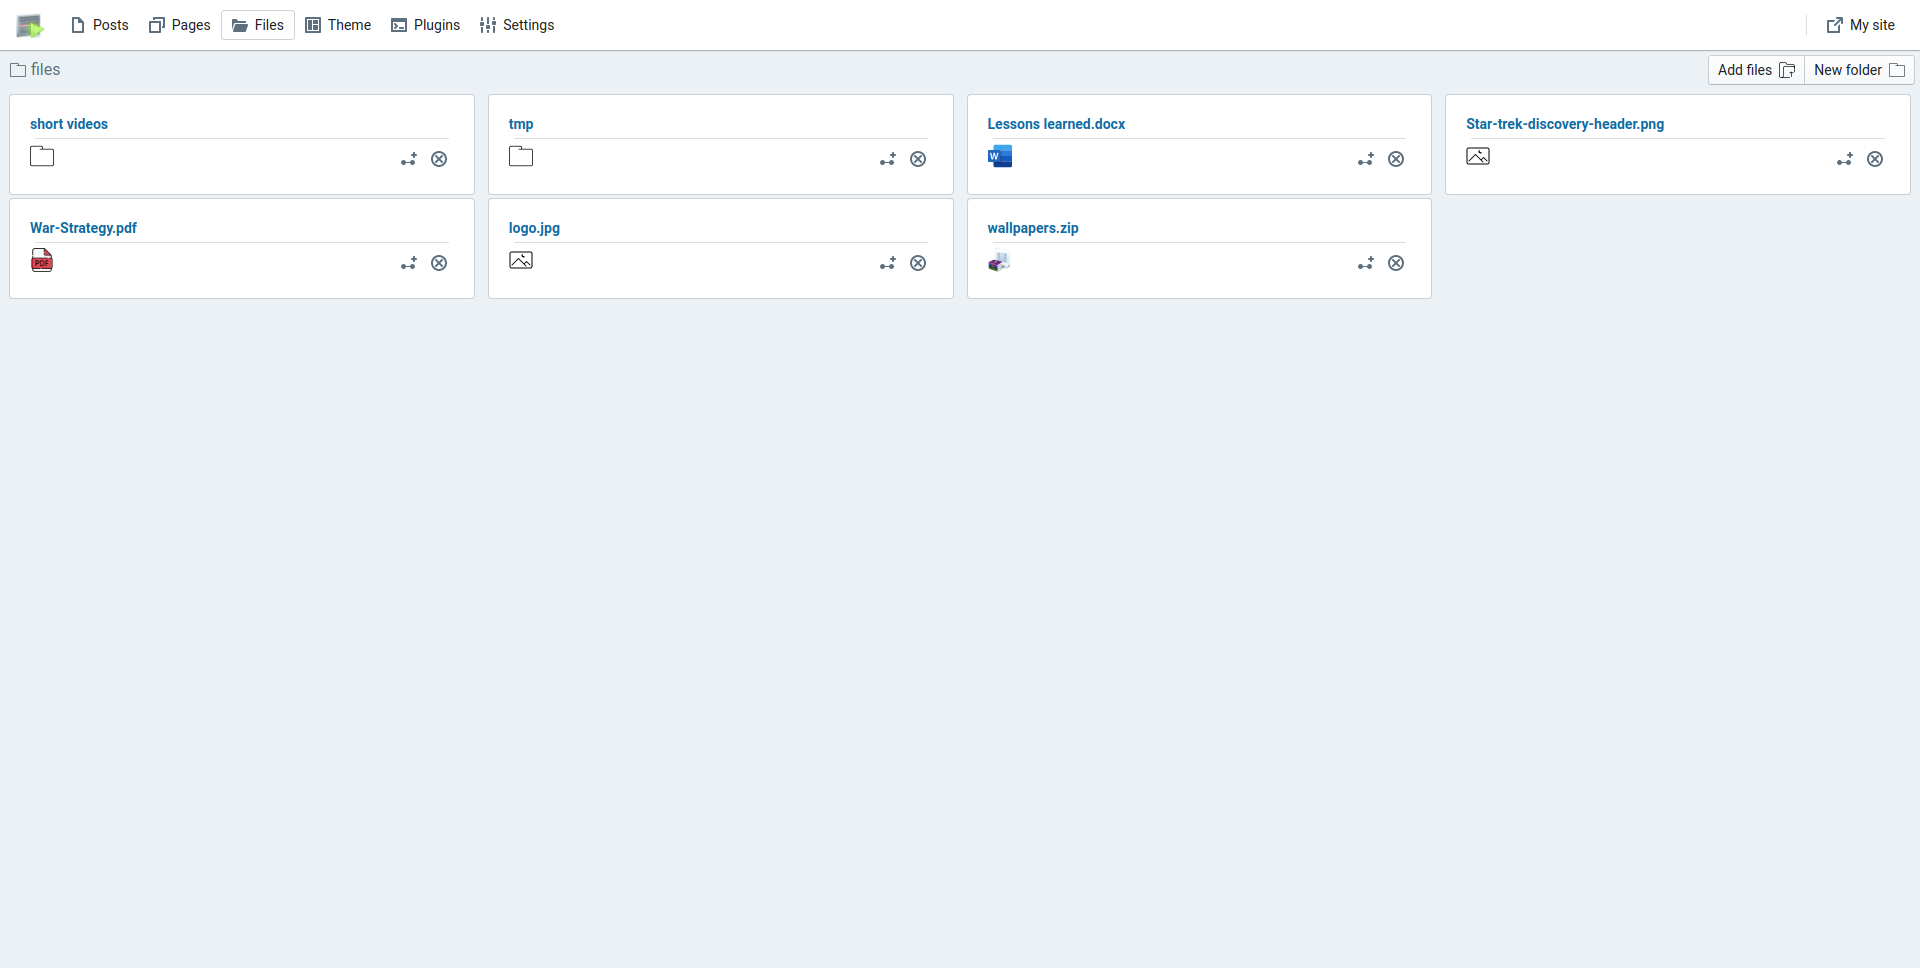 Posts Pages Files Theme Plugins Settings My site
files Add files New folder
short videos
tmp
Lessons learned.docx
W
Star-trek-discovery-header.png
War-Strategy.pdf
PDF
logo.jpg
wallpapers.zip